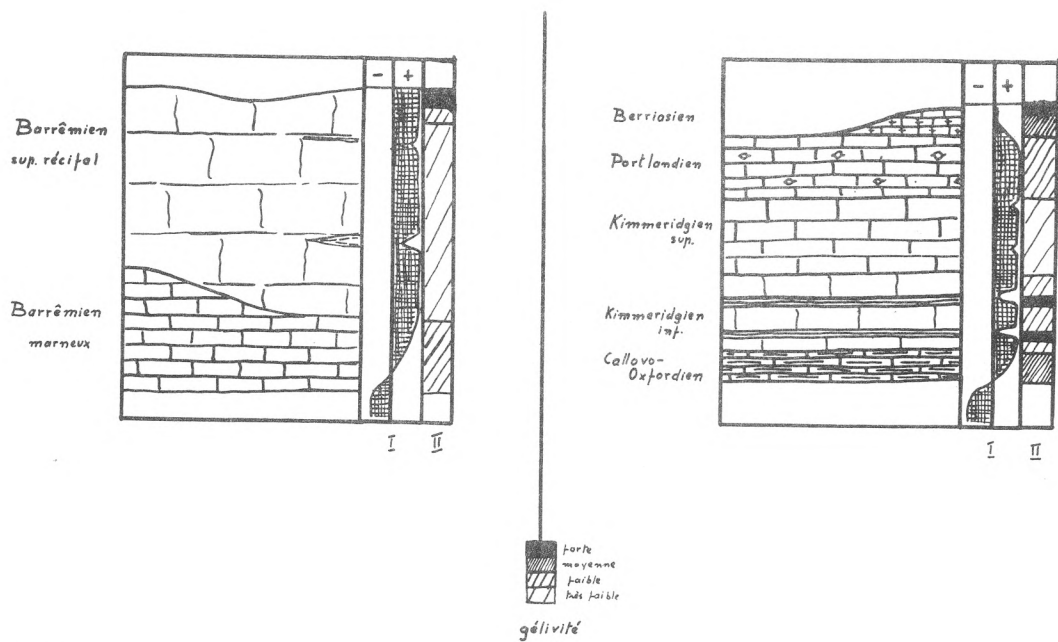 - +
Barrêmien
sup. récifal
Barrêmien
marneux
I II
- +
Berriasien
Portlandien
Kimmeridgien
sup.
Kimmeridgien
inf.
Callovo-
Oxfordien
I II
forte
moyenne
faible
très faible
gélivité